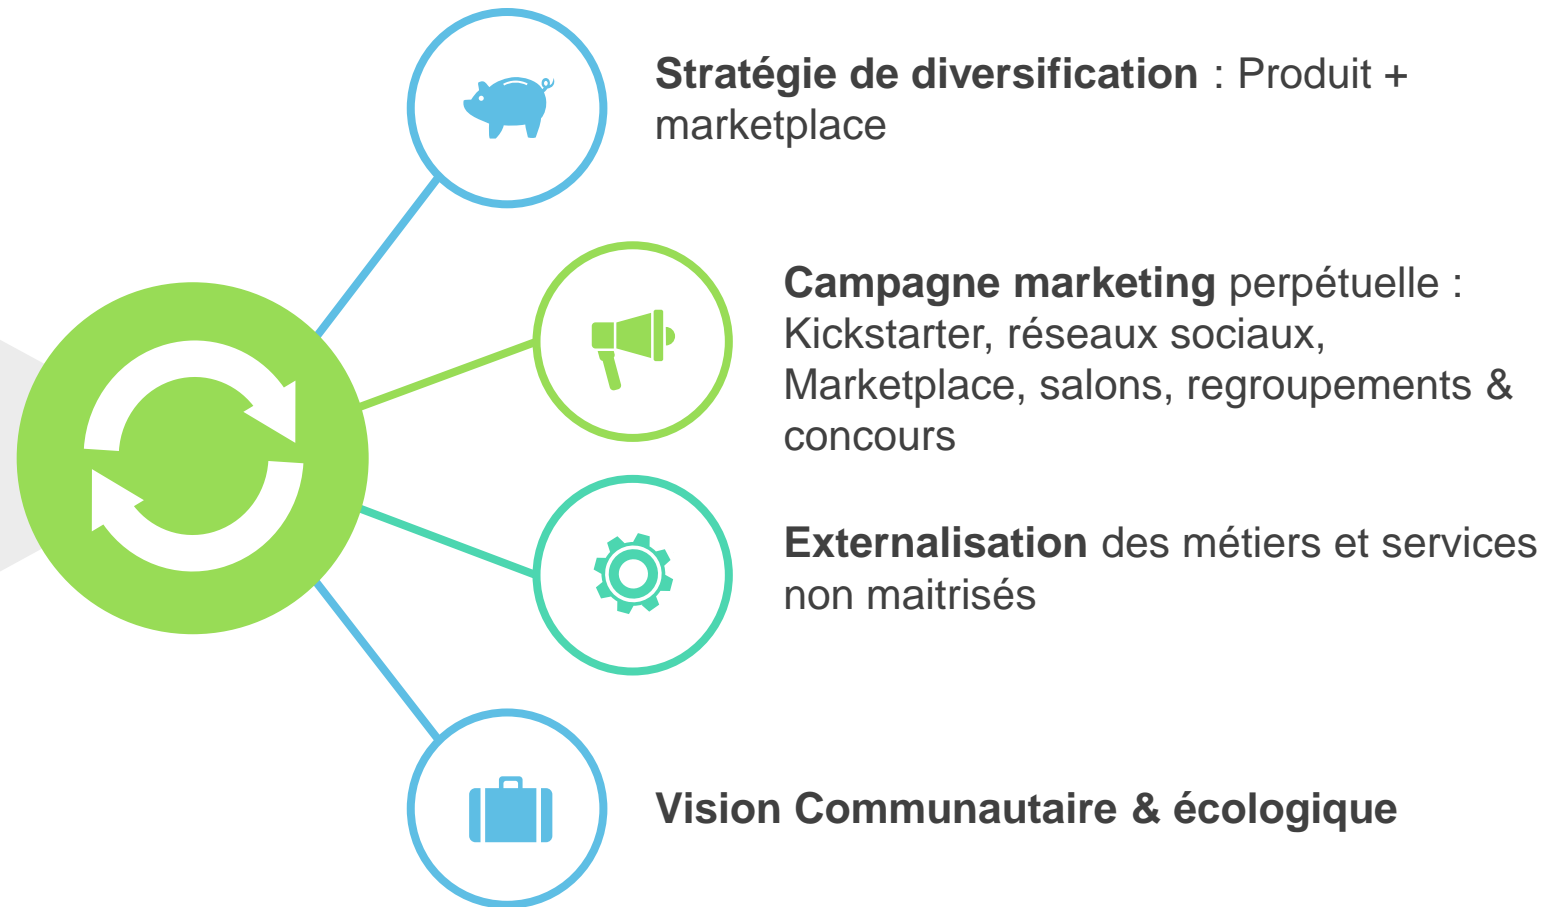 Stratégie de diversification : Produit +
marketplace
Campagne marketing perpétuelle :
Kickstarter, réseaux sociaux,
Marketplace, salons, regroupements &
concours
Externalisation des métiers et services
non maitrisés
Vision Communautaire & écologique